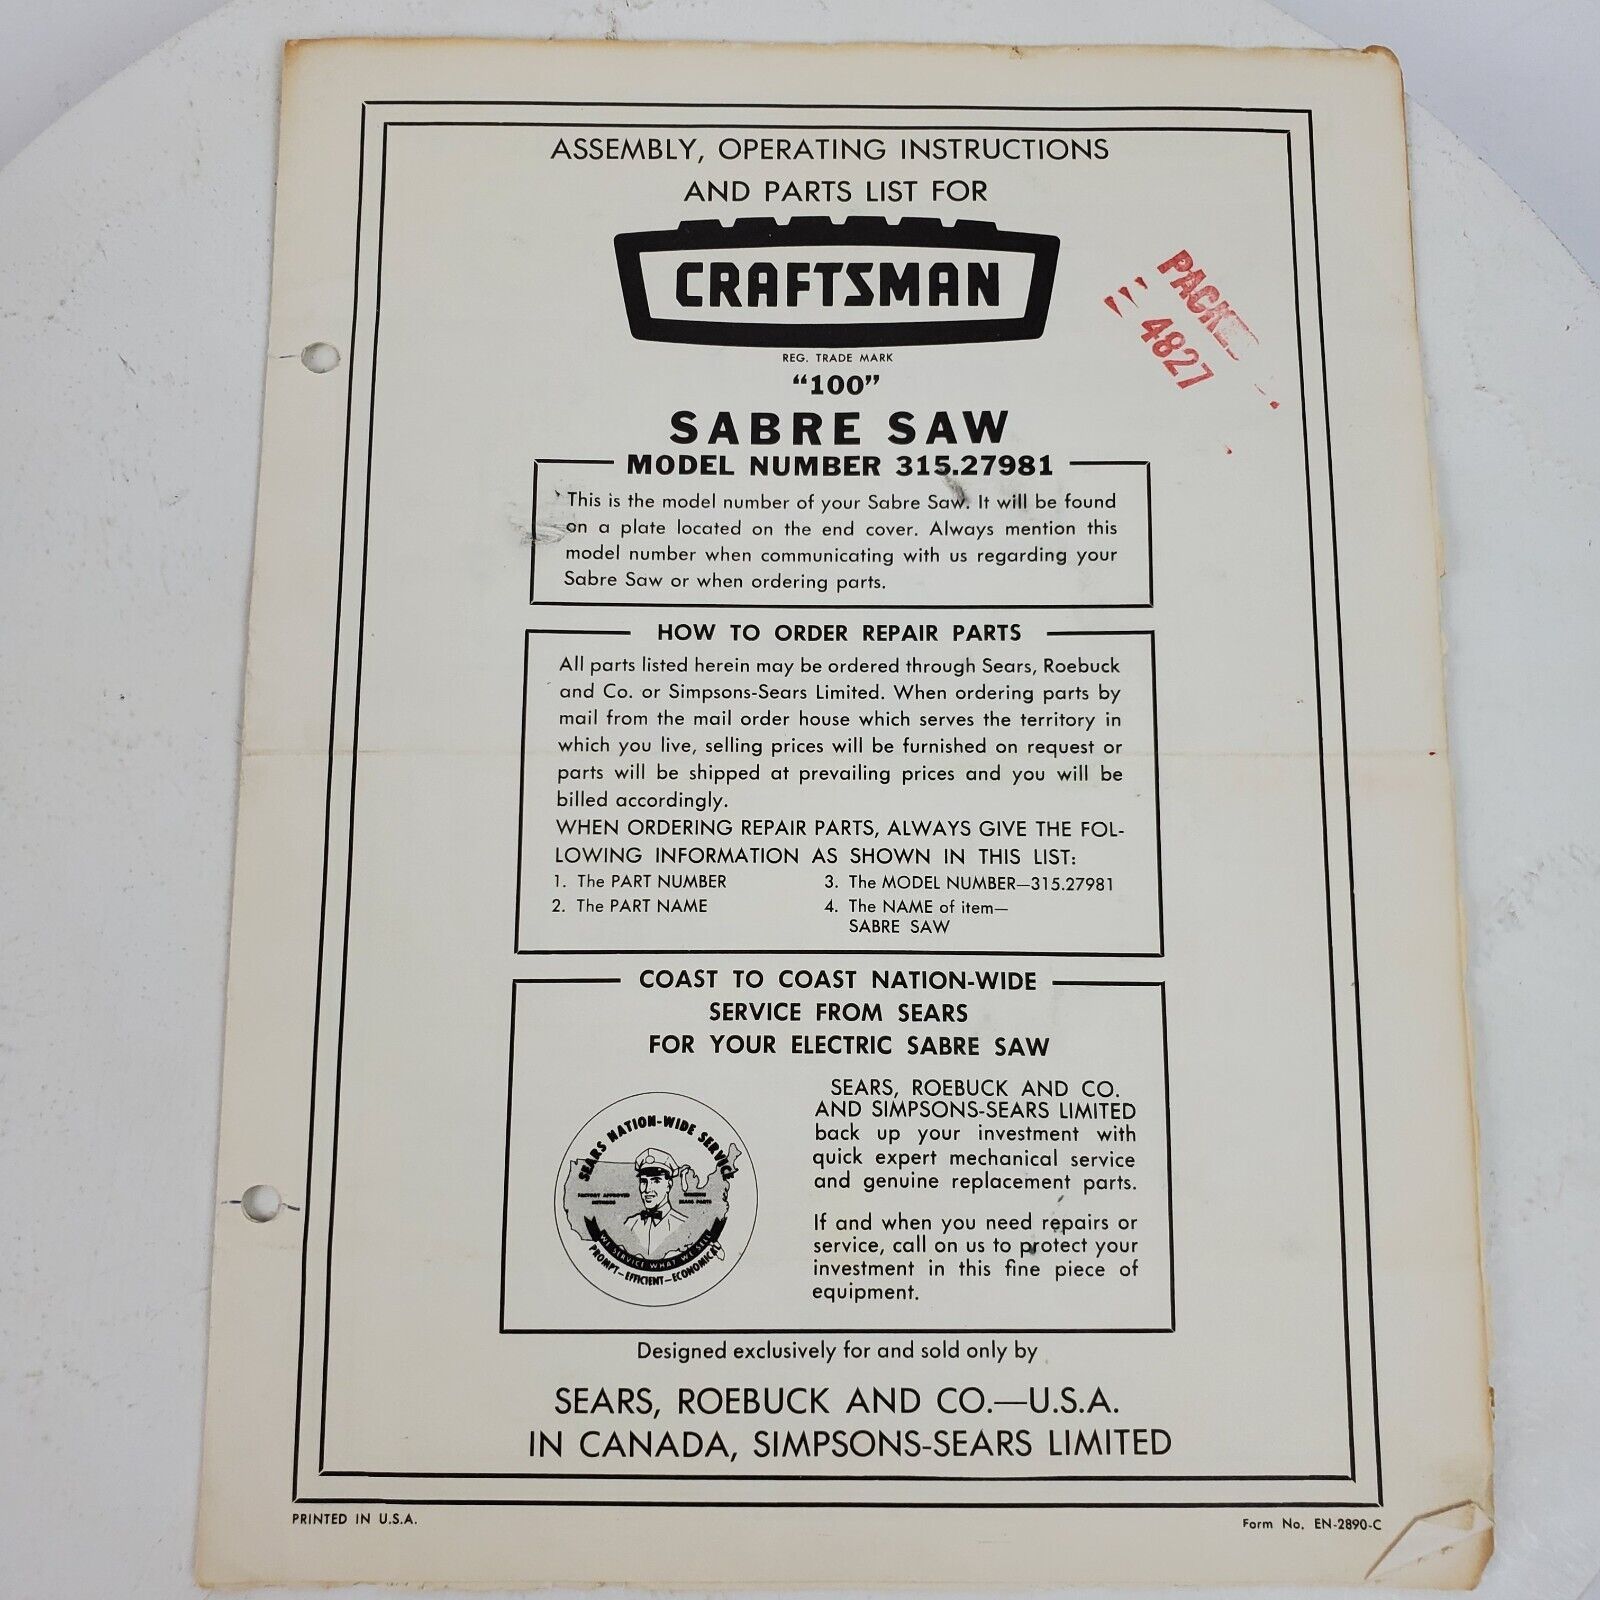 ASSEMBLY, OPERATING INSTRUCTIONS
AND PARTS LIST FOR
CRAFTSMAN
REG. TRADE MARK
"100"
SABRE SAW
MODEL NUMBER 315.27981
PACKED
4827
This is the model number of your Sabre Saw. It will be found
on a plate located on the end cover. Always mention this
model number when communicating with us regarding your
Sabre Saw or when ordering parts.
HOW TO ORDER REPAIR PARTS
All parts listed herein may be ordered through Sears, Roebuck
and Co. or Simpsons-Sears Limited. When ordering parts by
mail from the mail order house which serves the territory in
which you live, selling prices will be furnished on request or
parts will be shipped at prevailing prices and you will be
billed accordingly.
WHEN ORDERING REPAIR PARTS, ALWAYS GIVE THE FOL-
LOWING INFORMATION AS SHOWN IN THIS LIST:
1. The PART NUMBER
2. The PART NAME
3. The MODEL NUMBER—315.27981
4. The NAME of item—
SABRE SAW
COAST TO COAST NATION-WIDE
SERVICE FROM SEARS
FOR YOUR ELECTRIC SABRE SAW
SEARS NATION-WIDE SERVICE
FACTORY APPROVED
METHODS
GENUINE
SEARS PARTS
WE SERVICE WHAT WE SELL
PROMPT—EFFICIENT—ECONOMICAL
SEARS, ROEBUCK AND CO.
AND SIMPSONS-SEARS LIMITED
back up your investment with
quick expert mechanical service
and genuine replacement parts.
If and when you need repairs or
service, call on us to protect your
investment in this fine piece of
equipment.
Designed exclusively for and sold only by
SEARS, ROEBUCK AND CO.—U.S.A.
IN CANADA, SIMPSONS-SEARS LIMITED
PRINTED IN U.S.A.
Form No. EN-2890-C